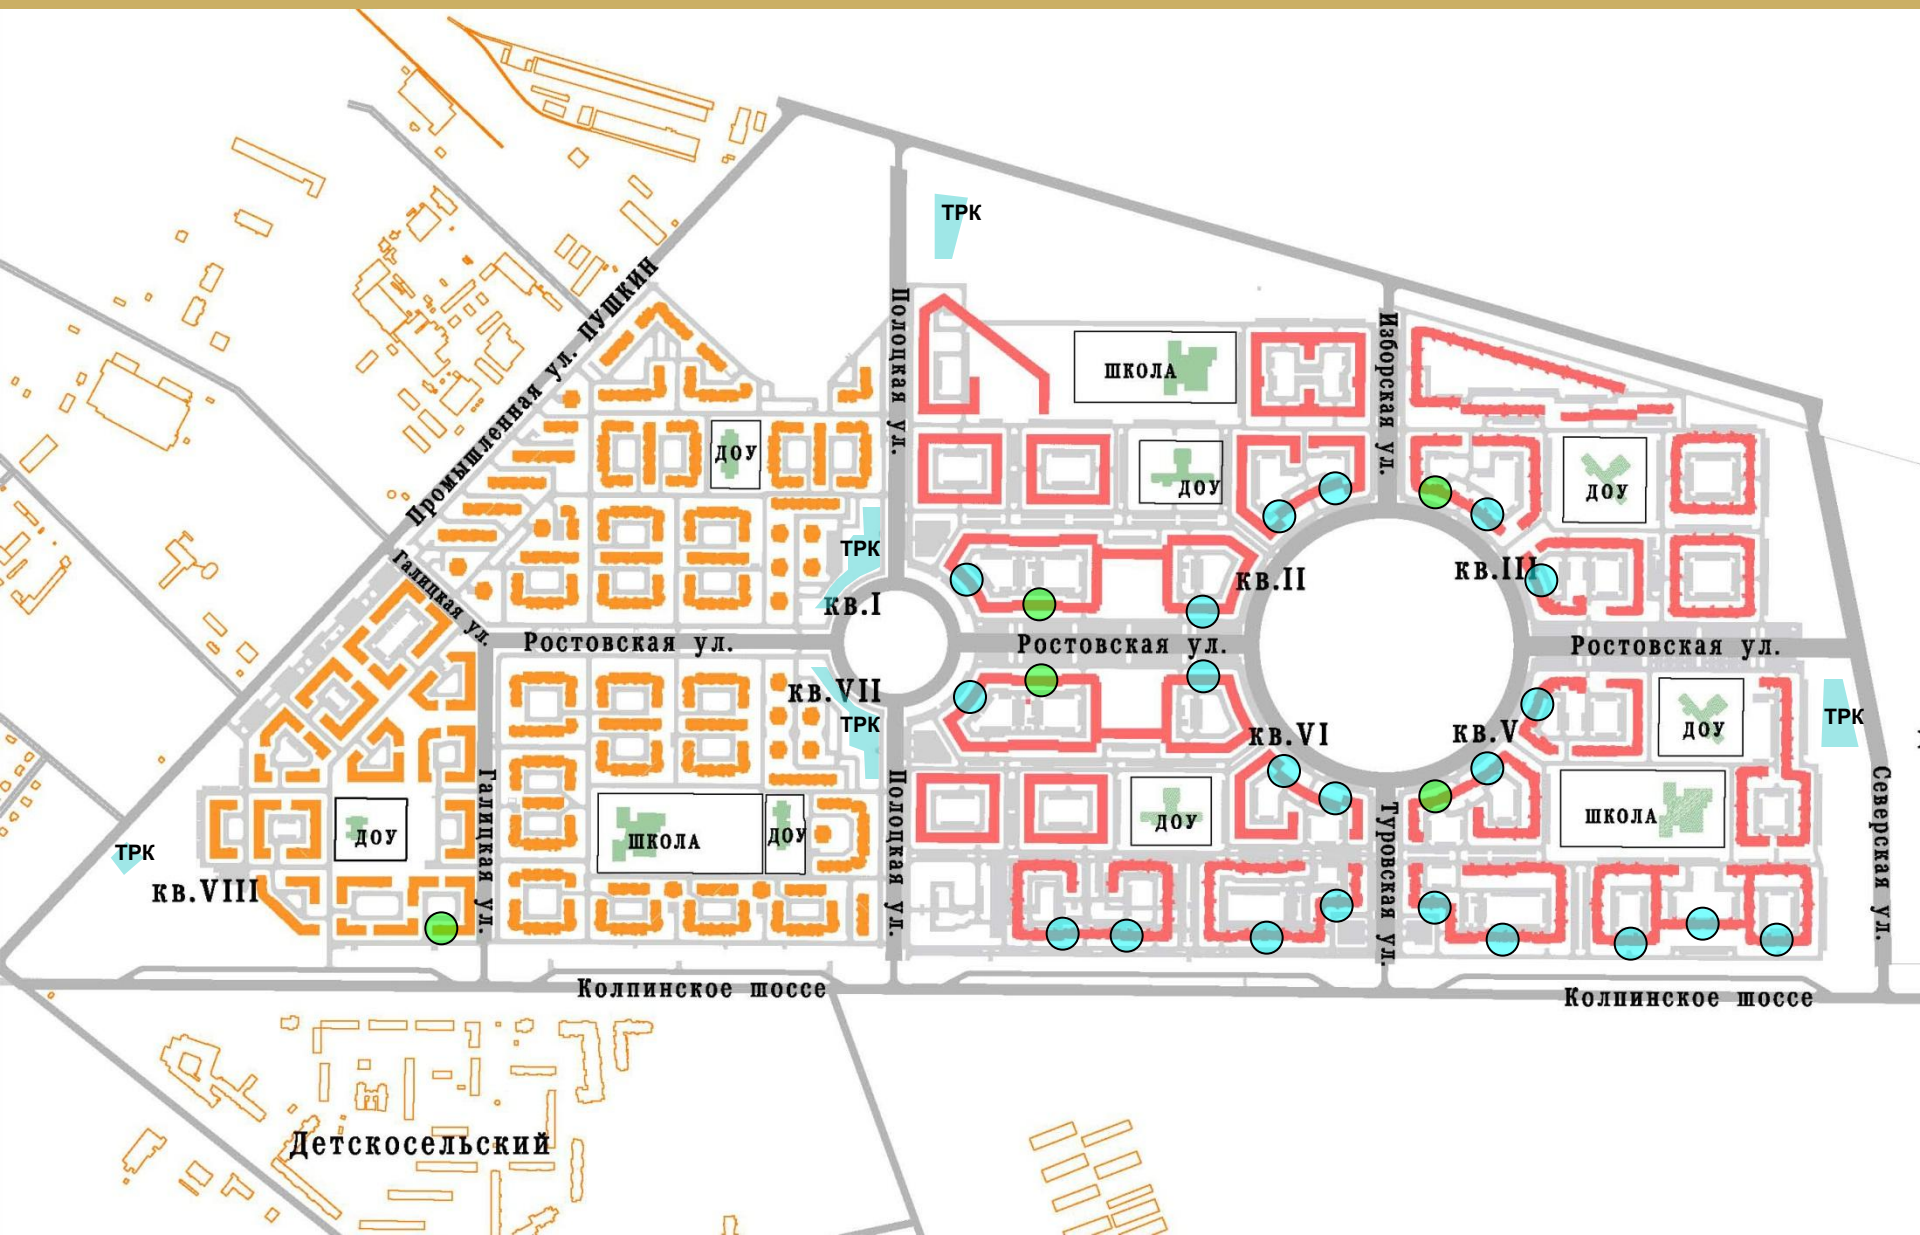 ТРК
Промышленная ул. ПУШКИН
Полоцкая ул.
Изборская ул.
ШКОЛА
ДОУ
ДОУ
ДОУ
ТРК
Галицкая ул.
кв.I
кв.II
кв.III
Ростовская ул.
Ростовская ул.
Ростовская ул.
кв.VII
ТРК
кв.VI
кв.V
ДОУ
ТРК
Галицкая ул.
Полоцкая ул.
Туровская ул.
Северская ул.
ДОУ
ШКОЛА
ДОУ
ДОУ
ШКОЛА
ТРК
кв.VIII
Колпинское шоссе
Колпинское шоссе
Детскосельский